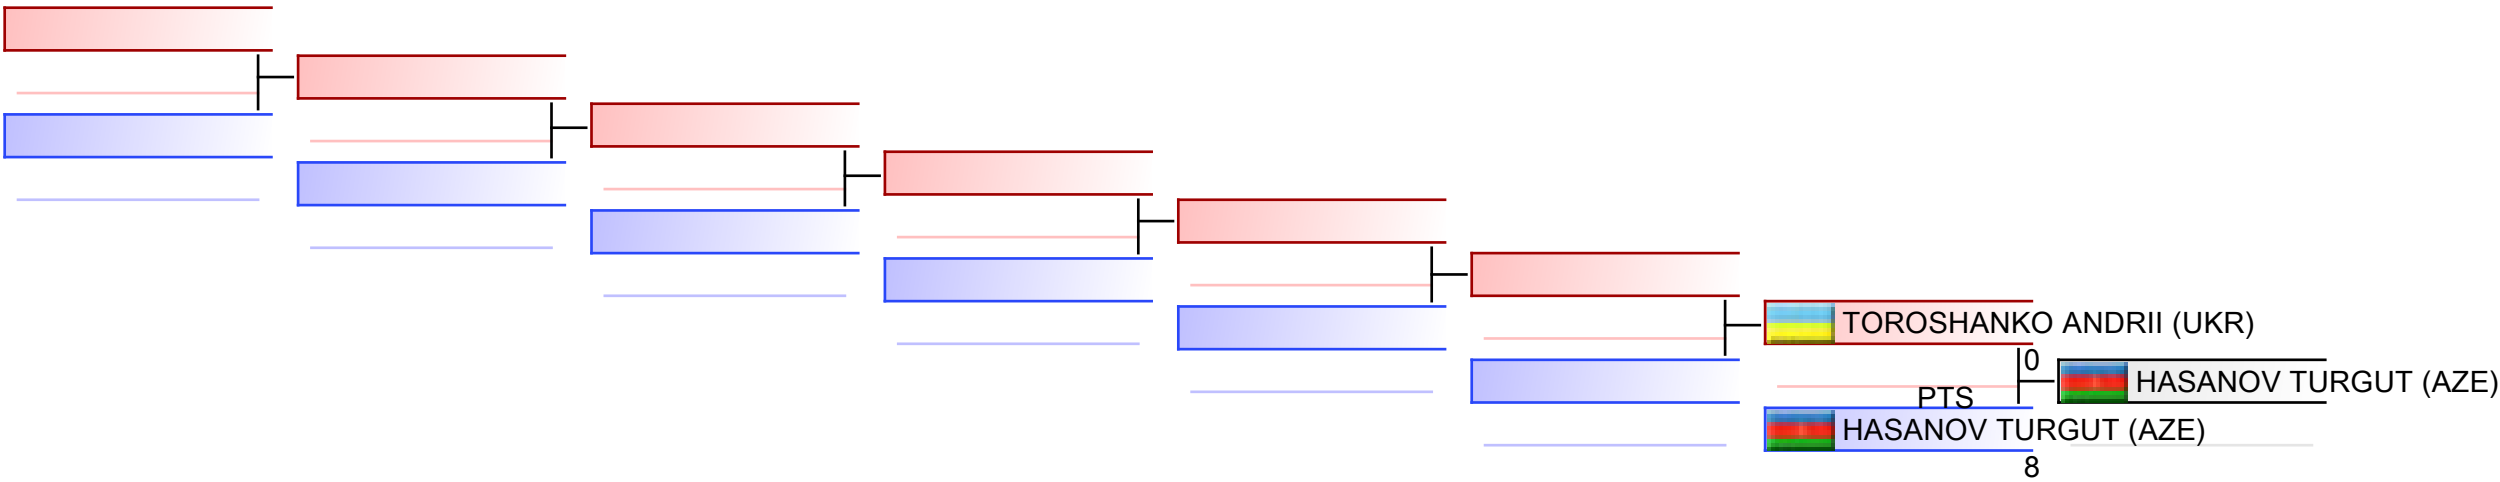 TOROSHANKO ANDRII (UKR)
0
HASANOV TURGUT (AZE)
PTS
HASANOV TURGUT (AZE)
8